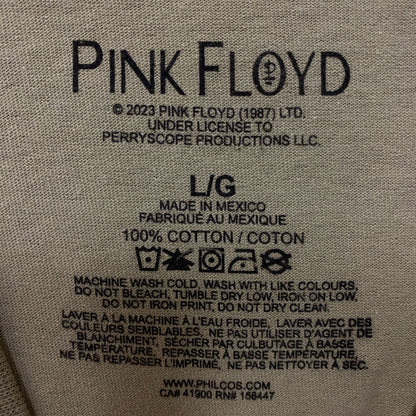 PINK FLOYD
© 2023 PINK FLOYD (1987) LTD.
UNDER LICENSE TO
PERRYSCOPE PRODUCTIONS LLC.
L/G
MADE IN MEXICO
FABRIQUÉ AU MEXIQUE
100% COTTON / COTON
MACHINE WASH COLD, WASH WITH LIKE COLOURS,
DO NOT BLEACH, TUMBLE DRY LOW, IRON ON LOW.
DO NOT IRON PRINT, DO NOT DRY CLEAN.
LAVER À LA MACHINE À L'EAU FROIDE, LAVER AVEC DES
COULEURS SEMBLABLES, NE PAS UTILISER D'AGENT DE
BLANCHIMENT, SÉCHER PAR CULBUTAGE À BASSE
TEMPÉRATURE, REPASSER À BASSE TEMPÉRATURE,
NE PAS REPASSER L'IMPRIMÉ, NE PAS NETTOYER À SEC.
WWW.PHILCOS.COM
CA# 41900 RN# 158447